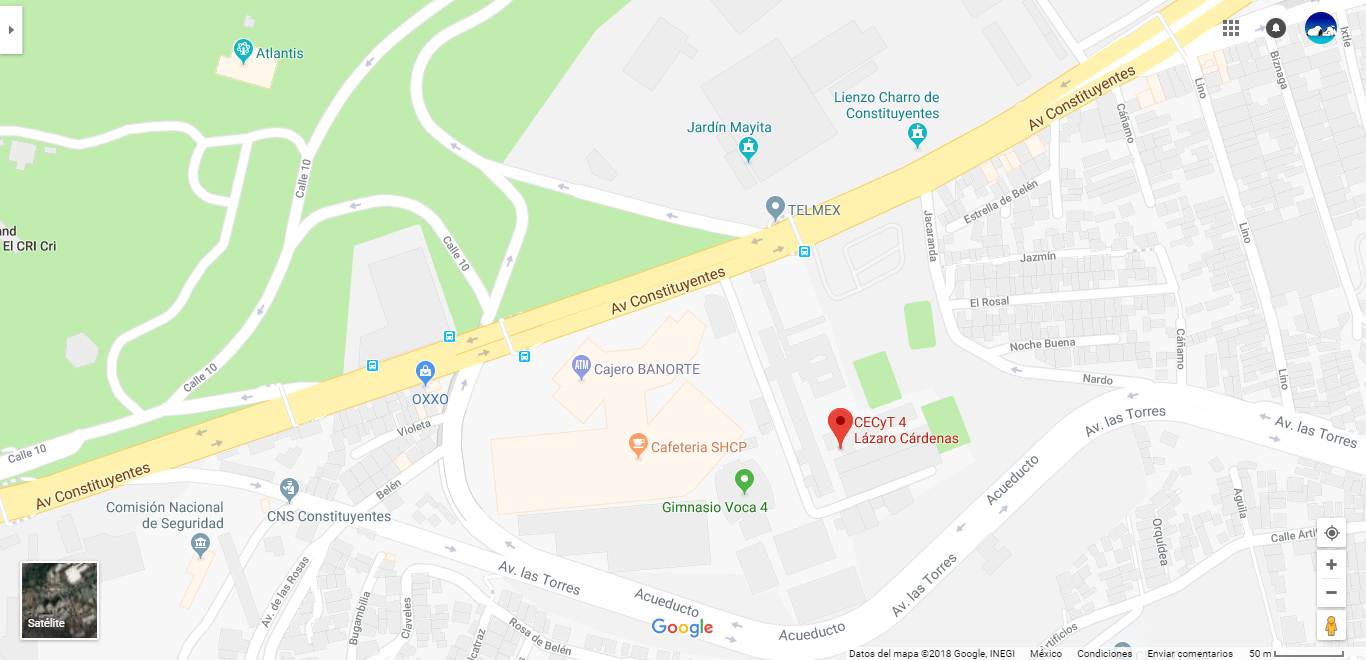 Atlantis
Ixtle
Biznaga
Lino
Av Constituyentes
Lienzo Charro de
Constituyentes
Cáñamo
Jardín Mayita
Calle 10
Estrella de Belén
TELMEX
Jacaranda
Lino
and
El CRI Cri
Calle 10
Jazmín
Av Constituyentes
El Rosal
Noche Buena
Cáñamo
ATM
Cajero BANORTE
Calle 10
Nardo
Lino
OXXO
Av. las Torres
CECyT 4
Lázaro Cárdenas
Av. las Torres
Violeta
Cafeteria SHCP
Calle 10
Av Constituyentes
Belén
Acueducto
Gimnasio Voca 4
Comisión Nacional
de Seguridad
CNS Constituyentes
Aguila
Orquídea
Calle Arti
Av. las Torres
Av. las Torres
Av. de las Rosas
Bugambilia
Claveles
Acueducto
Rosa de Belén
Acueducto
Artificios
Satélite
Google
Datos del mapa ©2018 Google, INEGI
México
Condiciones
Enviar comentarios
50 m